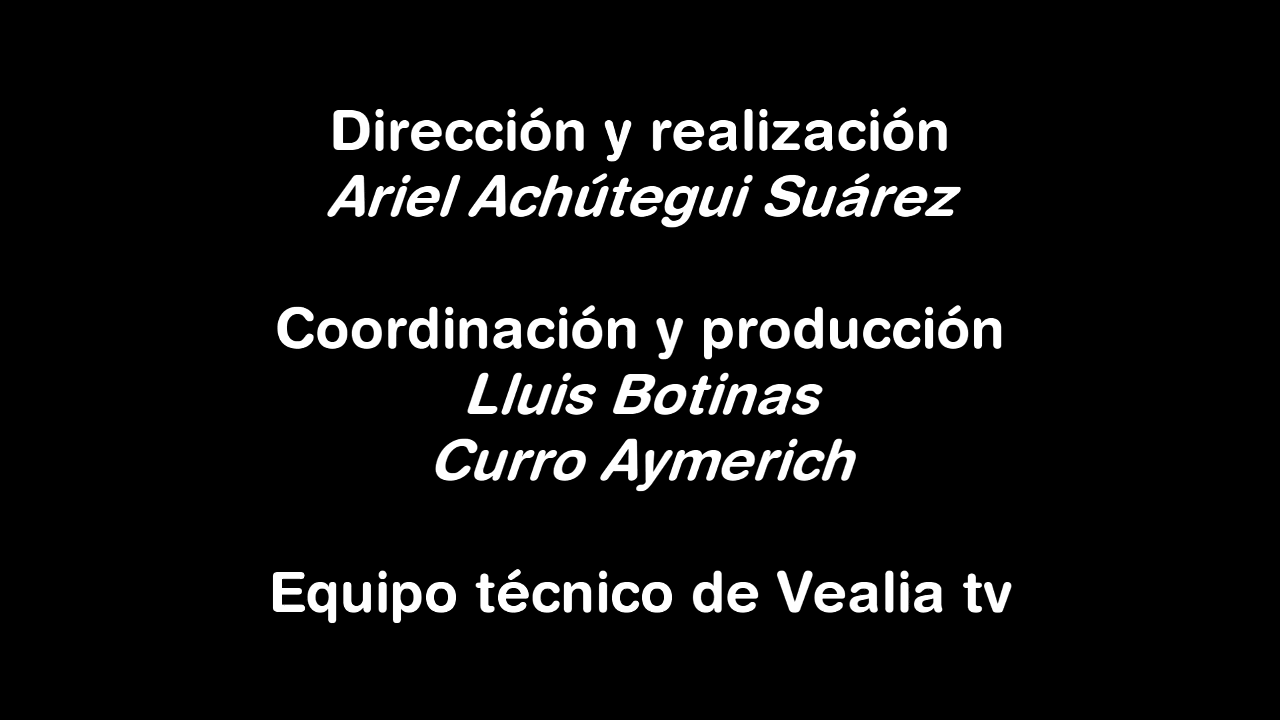 Dirección y realización
Ariel Achútegui Suárez
Coordinación y producción
Lluis Botinas
Curro Aymerich
Equipo técnico de Vealia tv